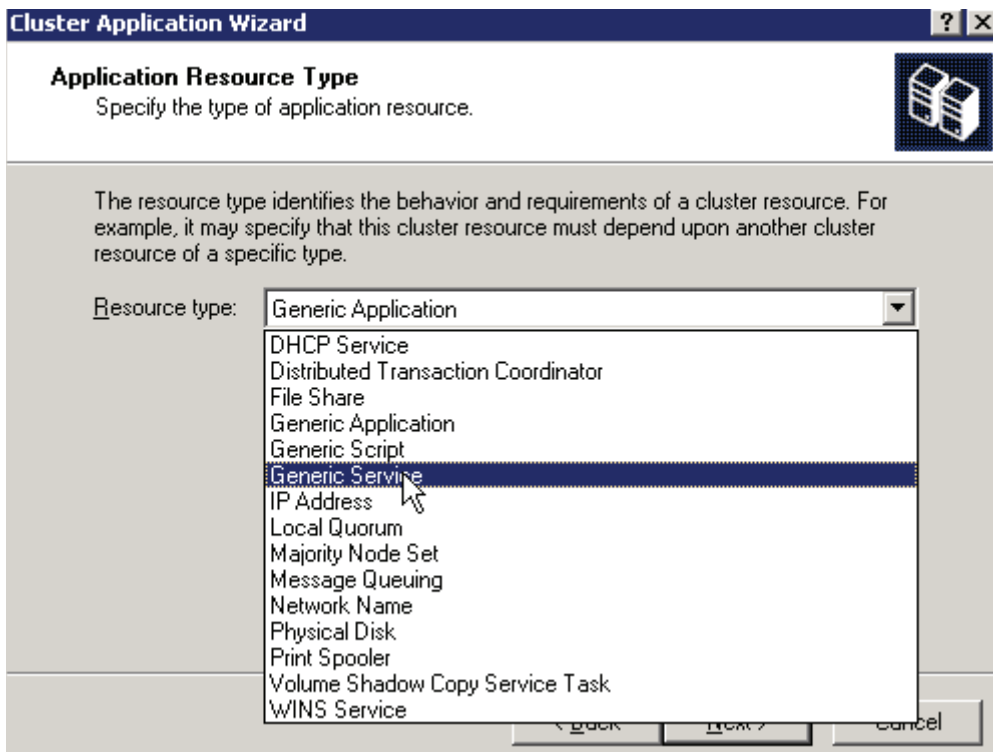 Cluster Application Wizard
Application Resource Type
Specify the type of application resource.
The resource type identifies the behavior and requirements of a cluster resource. For
example, it may specify that this cluster resource must depend upon another cluster
resource of a specific type.
Resource type: Generic Application
DHCP Service
Distributed Transaction Coordinator
File Share
Generic Application
Generic Script
Generic Service
IP Address
Local Quorum
Majority Node Set
Message Queuing
Network Name
Physical Disk
Print Spooler
Volume Shadow Copy Service Task
WINS Service
< Back Next > Cancel